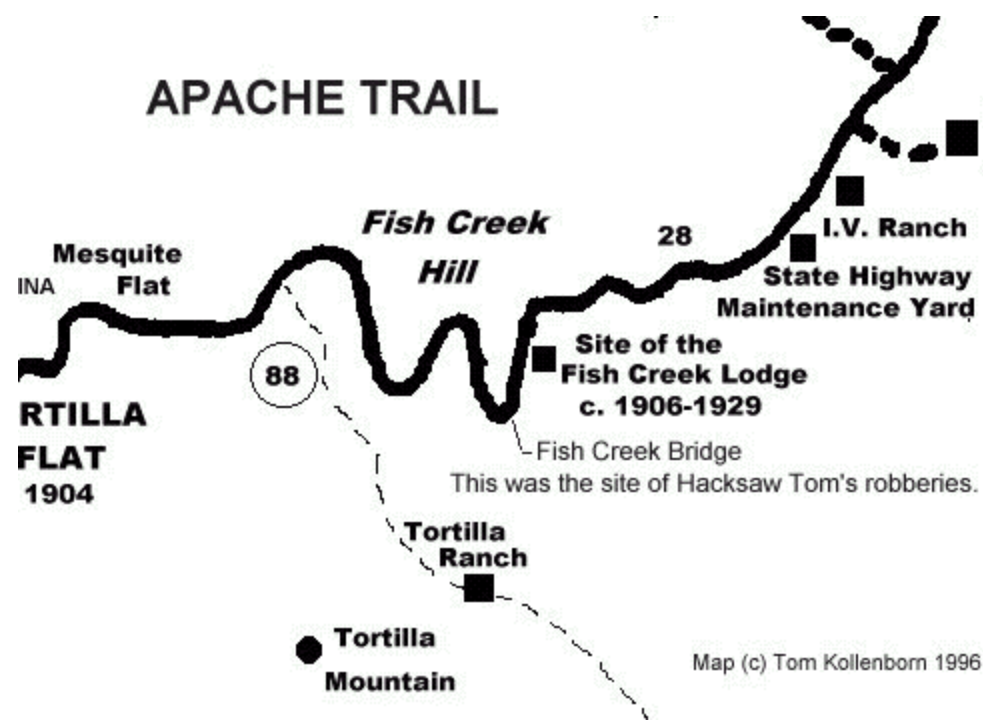 APACHE TRAIL
Fish Creek
Hill
28
I.V. Ranch
Mesquite
Flat
INA
State Highway
Maintenance Yard
88
Site of the
Fish Creek Lodge
c. 1906-1929
RTILLA
FLAT
1904
Fish Creek Bridge
This was the site of Hacksaw Tom's robberies.
Tortilla
Ranch
Tortilla
Mountain
Map (c) Tom Kollenborn 1996